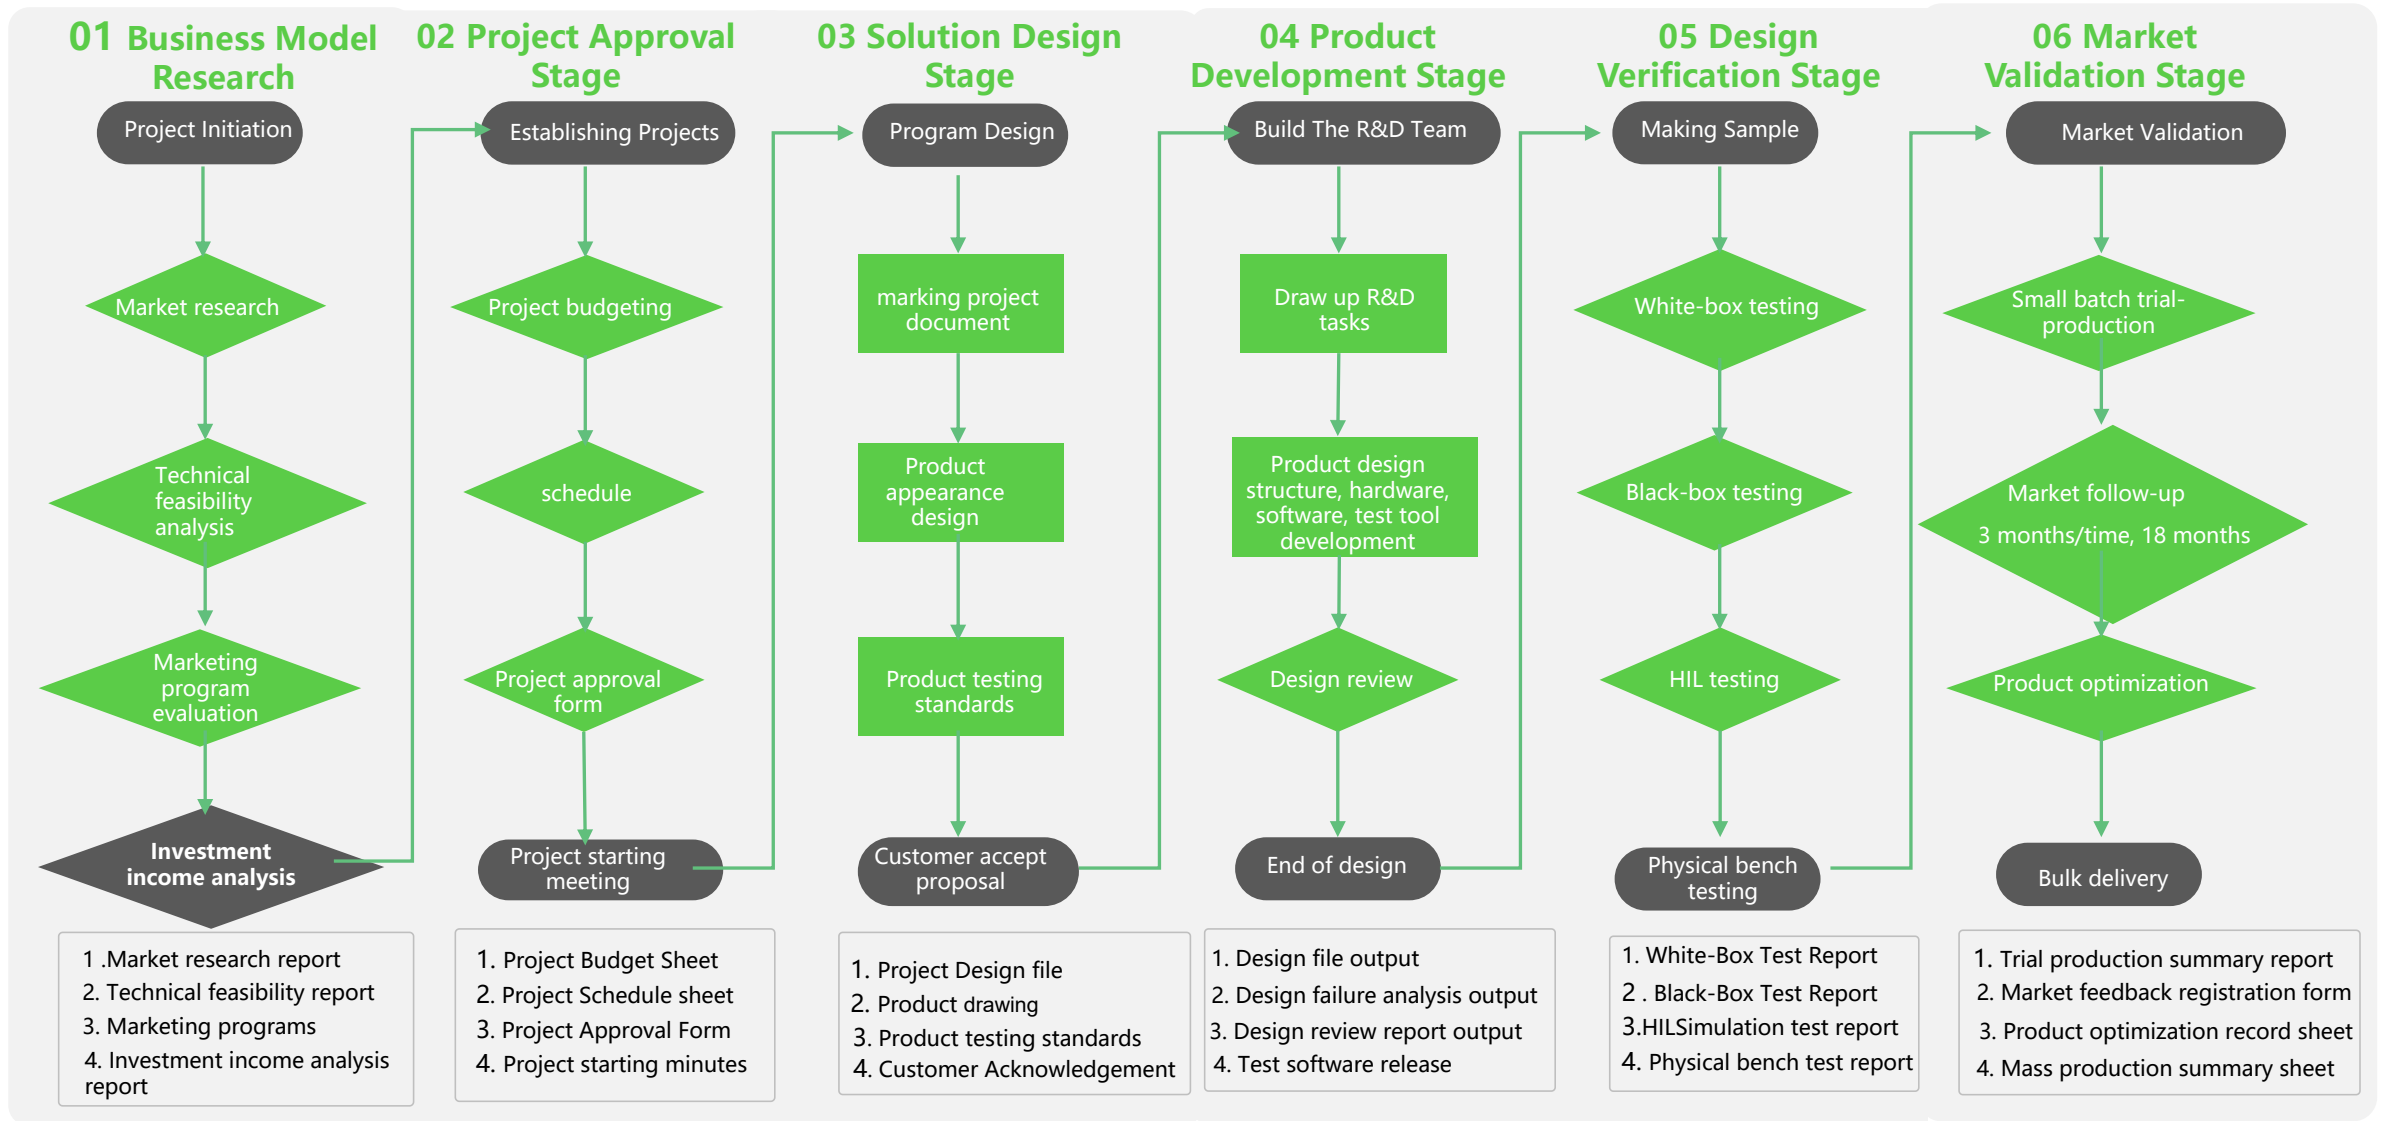 01 Business Model
Research
Project Initiation
Market research
Technical
feasibility
analysis
Marketing
program
evaluation
Investment
income analysis
1 .Market research report
2. Technical feasibility report
3. Marketing programs
4. Investment income analysis
report
02 Project Approval
Stage
Establishing Projects
Project budgeting
schedule
Project approval
form
Project starting
meeting
1. Project Budget Sheet
2. Project Schedule sheet
3. Project Approval Form
4. Project starting minutes
03 Solution Design
Stage
Program Design
marking project
document
Product
appearance
design
Product testing
standards
Customer accept
proposal
1. Project Design file
2. Product drawing
3. Product testing standards
4. Customer Acknowledgement
04 Product
Development Stage
Build The R&D Team
Draw up R&D
tasks
Product design
structure, hardware,
software, test tool
development
Design review
End of design
1. Design file output
2. Design failure analysis output
3. Design review report output
4. Test software release
05 Design
Verification Stage
Making Sample
White-box testing
Black-box testing
HIL testing
Physical bench
testing
1. White-Box Test Report
2 . Black-Box Test Report
3.HILSimulation test report
4. Physical bench test report
06 Market
Validation Stage
Market Validation
Small batch trial-
production
Market follow-up
3 months/time, 18 months
Product optimization
Bulk delivery
1. Trial production summary report
2. Market feedback registration form
3. Product optimization record sheet
4. Mass production summary sheet